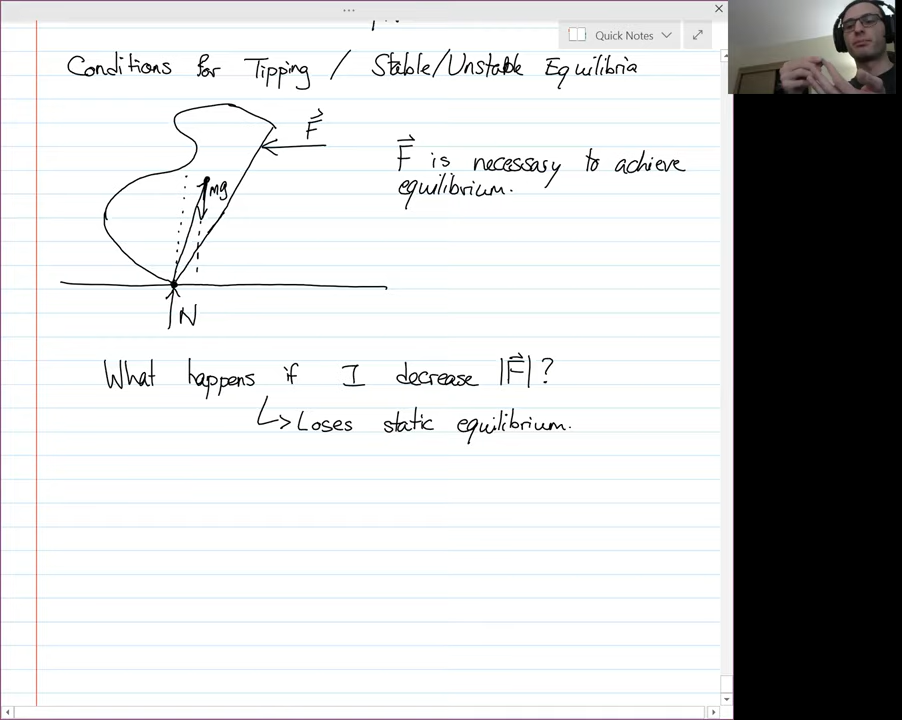 Quick Notes
Conditions for Tipping / Stable/Unstable Equilibria
F
F is necessary to achieve
equilibrium.
mg
N
What happens if I decrease |F|?
↳> Loses static equilibrium.